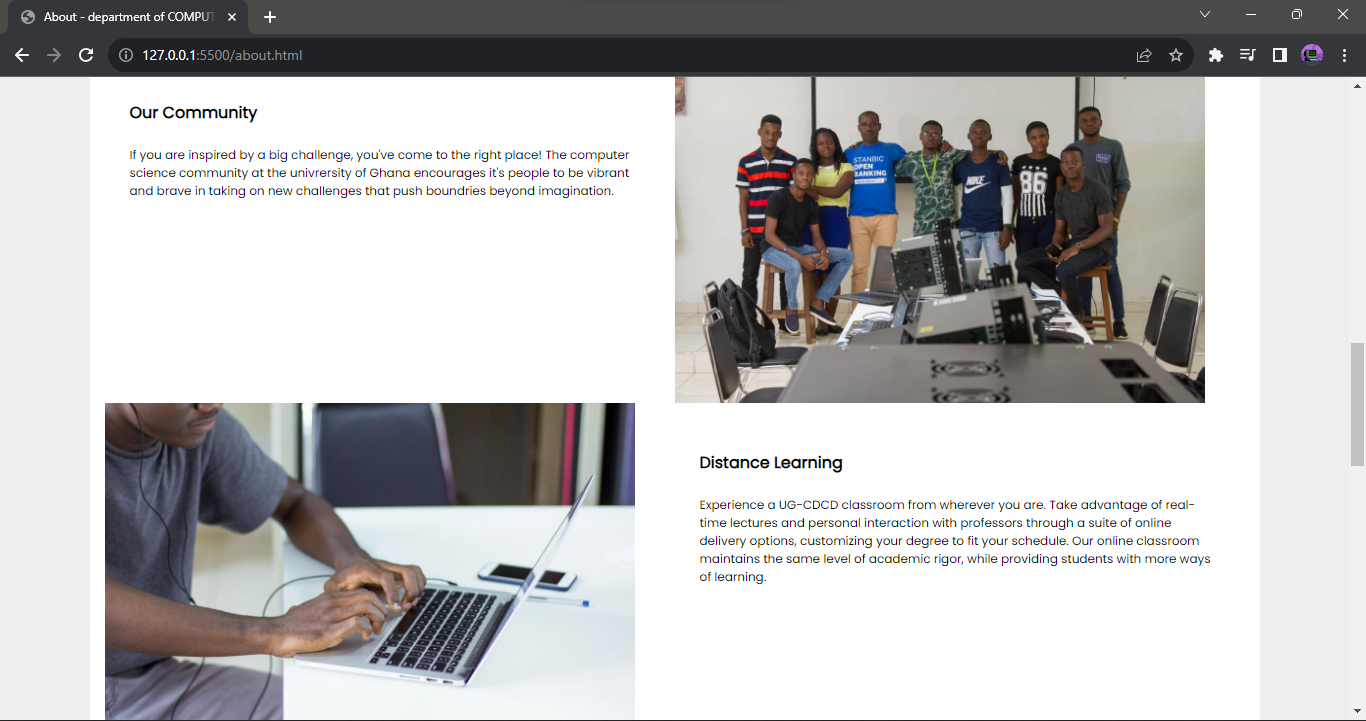 About - department of COMPUT
127.0.0.1:5500/about.html
Our Community
If you are inspired by a big challenge, you've come to the right place! The computer
science community at the univrersity of Ghana encourages it's people to be vibrant
and brave in taking on new challenges that push boundries beyond imagination.
STANBIC
OPEN
BANKING
NIKE
86
Distance Learning
Experience a UG-CDCD classroom from wherever you are. Take advantage of real-
time lectures and personal interaction with professors through a suite of online
delivery options, customizing your degree to fit your schedule. Our online classroom
maintains the same level of academic rigor, while providing students with more ways
of learning.